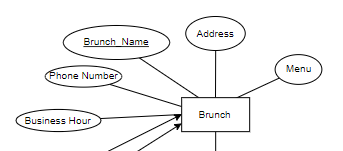 Address
Brunch_Name
Menu
Phone Number
Brunch
Business Hour